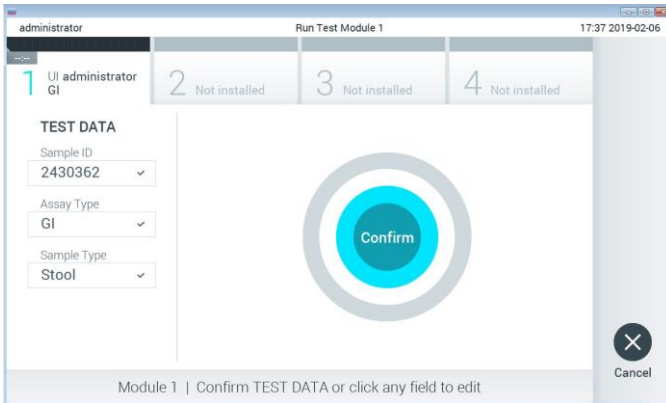 administrator
Run Test Module 1
17:37 2019-02-06
--:--
1
UI administrator
GI
2 Not installed
3 Not installed
4 Not installed
TEST DATA
Sample ID
2430362
Assay Type
GI
Sample Type
Stool
Confirm
Cancel
Module 1 | Confirm TEST DATA or click any field to edit